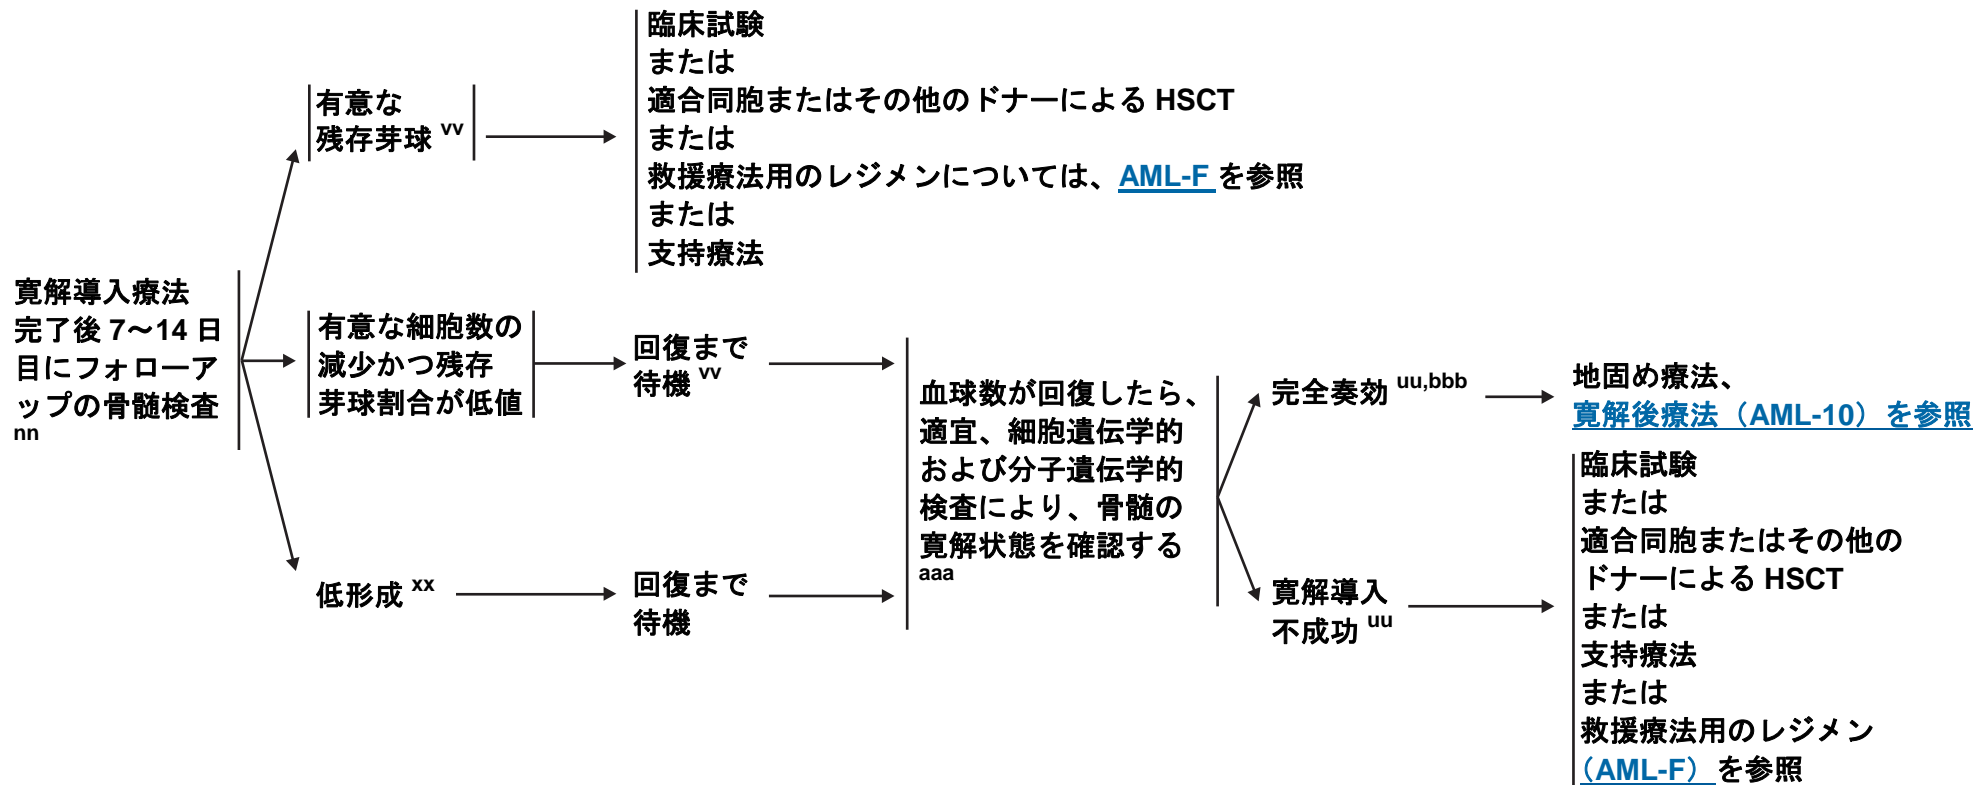 寛解導入療法
完了後 7～14 日
目にフォローア
ップの骨髄検査
nn
有意な
残存芽球 vv
臨床試験
または
適合同胞またはその他のドナーによる HSCT
または
救援療法用のレジメンについては、AML-F を参照
または
支持療法
有意な細胞数の
減少かつ残存
芽球割合が低値
回復まで
待機 vv
低形成 xx
回復まで
待機
血球数が回復したら、
適宜、細胞遺伝学的
および分子遺伝学的
検査により、骨髄の
寛解状態を確認する
aaa
完全奏効 uu,bbb
地固め療法、
寛解後療法（AML-10）を参照
寛解導入
不成功 uu
臨床試験
または
適合同胞またはその他の
ドナーによる HSCT
または
支持療法
または
救援療法用のレジメン
（AML-F）を参照